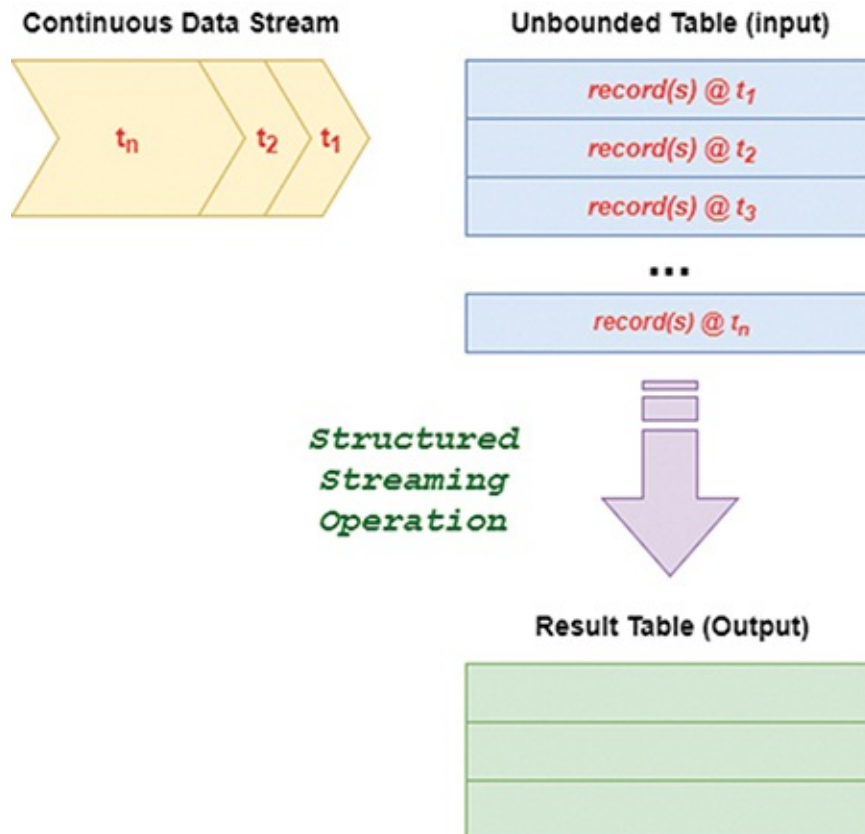 Continuous Data Stream
Unbounded Table (input)
tn
t2
t1
record(s) @ t1
record(s) @ t2
record(s) @ t3
...
record(s) @ tn
Structured
Streaming
Operation
Result Table (Output)